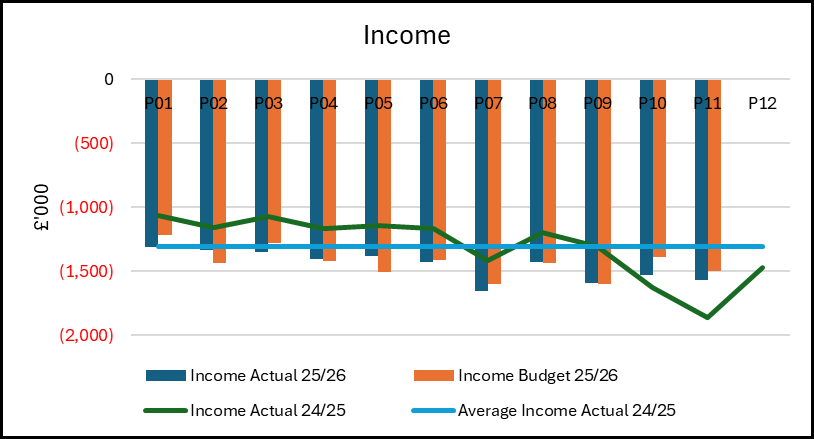 Income
0
P01 P02 P03 P04 P05 P06 P07 P08 P09 P10 P11 P12
(500)
(1,000)
£'000
(1,500)
(2,000)
Income Actual 25/26 Income Budget 25/26
Income Actual 24/25 Average Income Actual 24/25